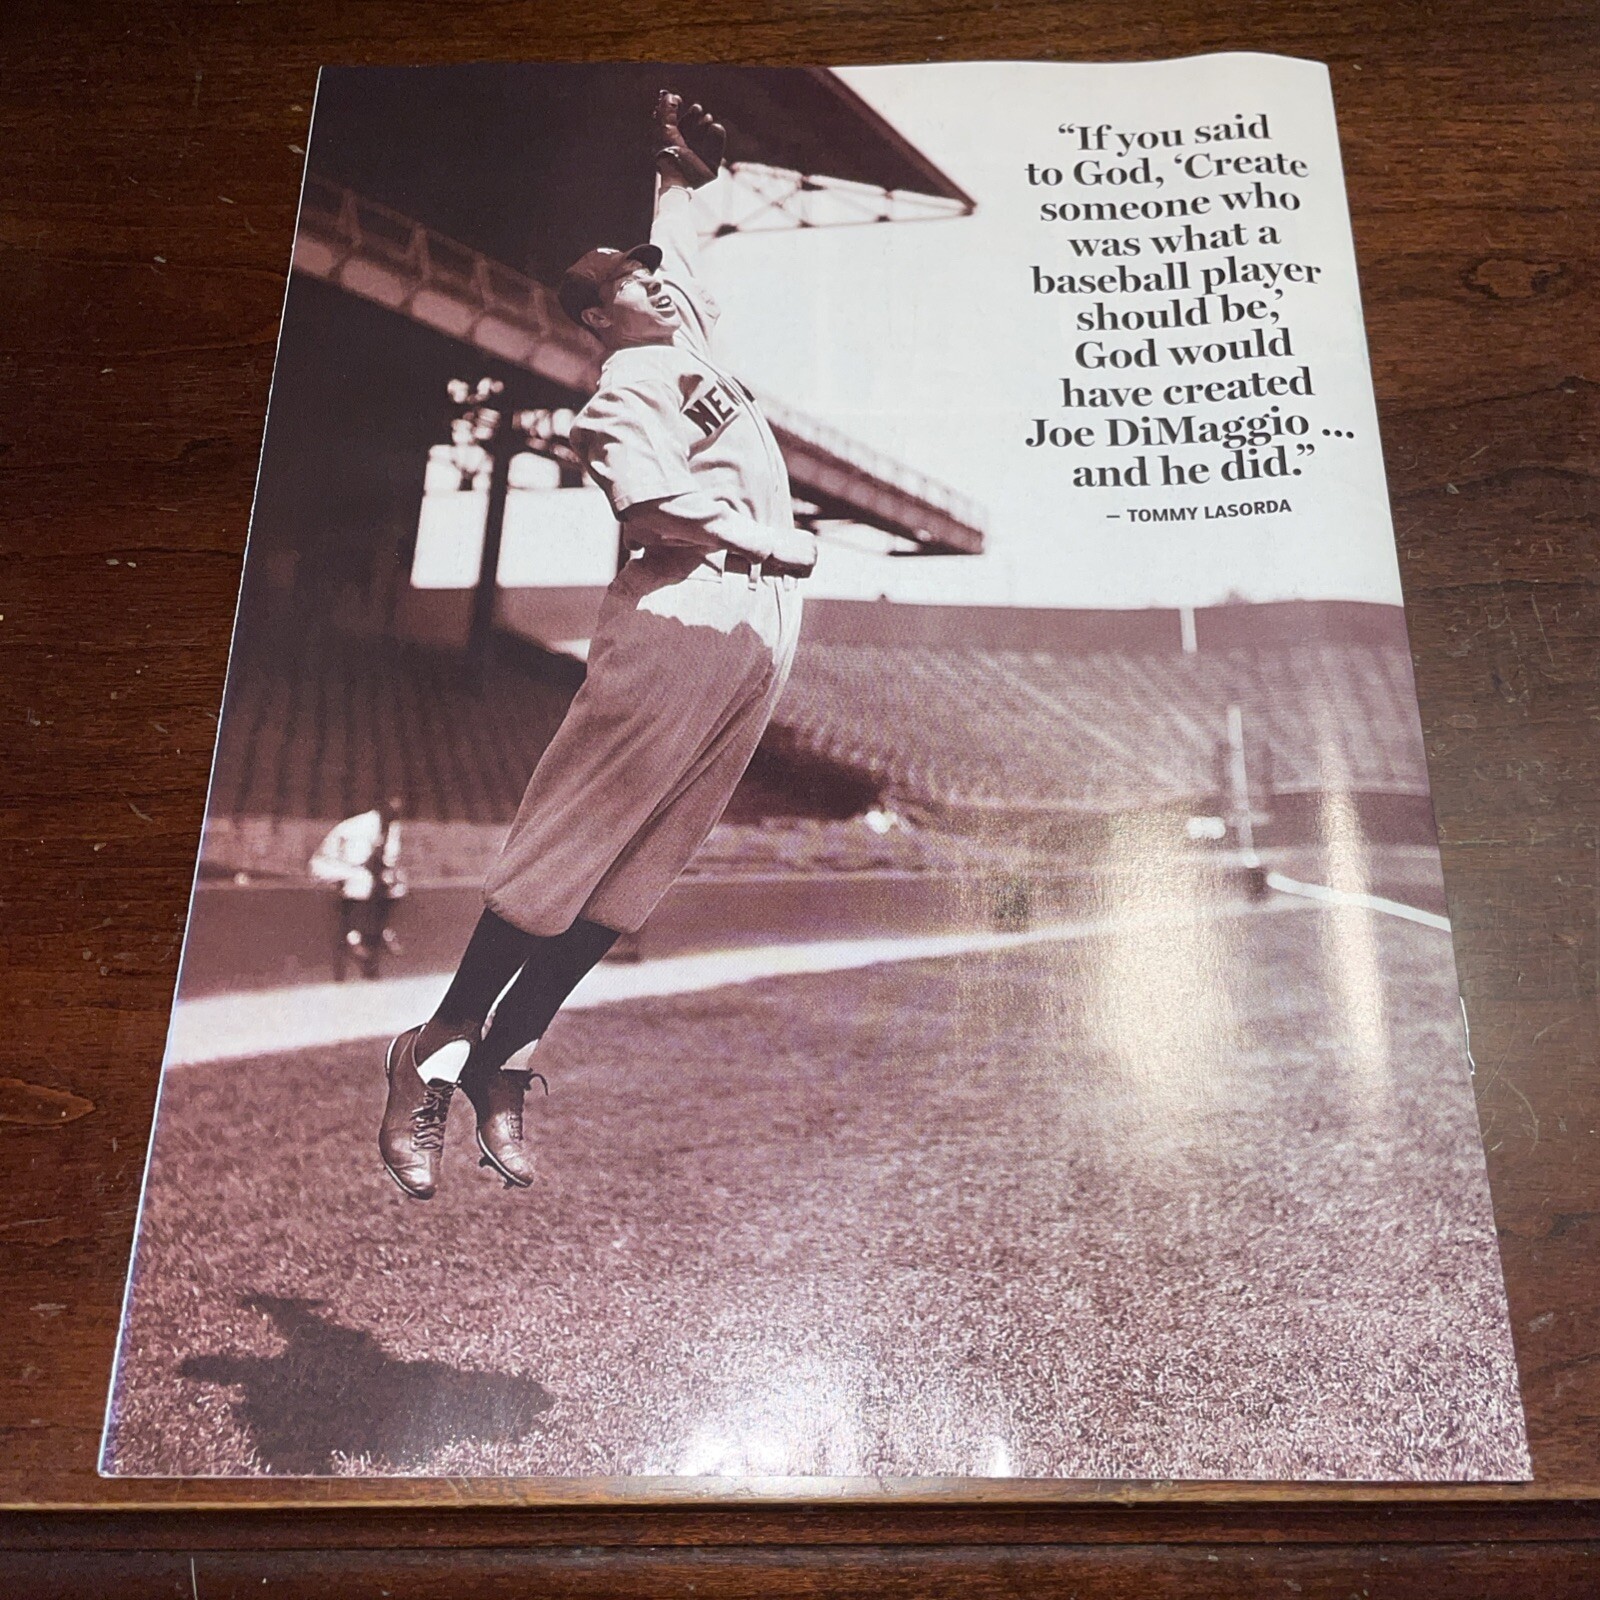 “If you said
to God, ‘Create
someone who
was what a
baseball player
should be,’
God would
have created
Joe DiMaggio ...
and he did.”
– TOMMY LASORDA
NEW